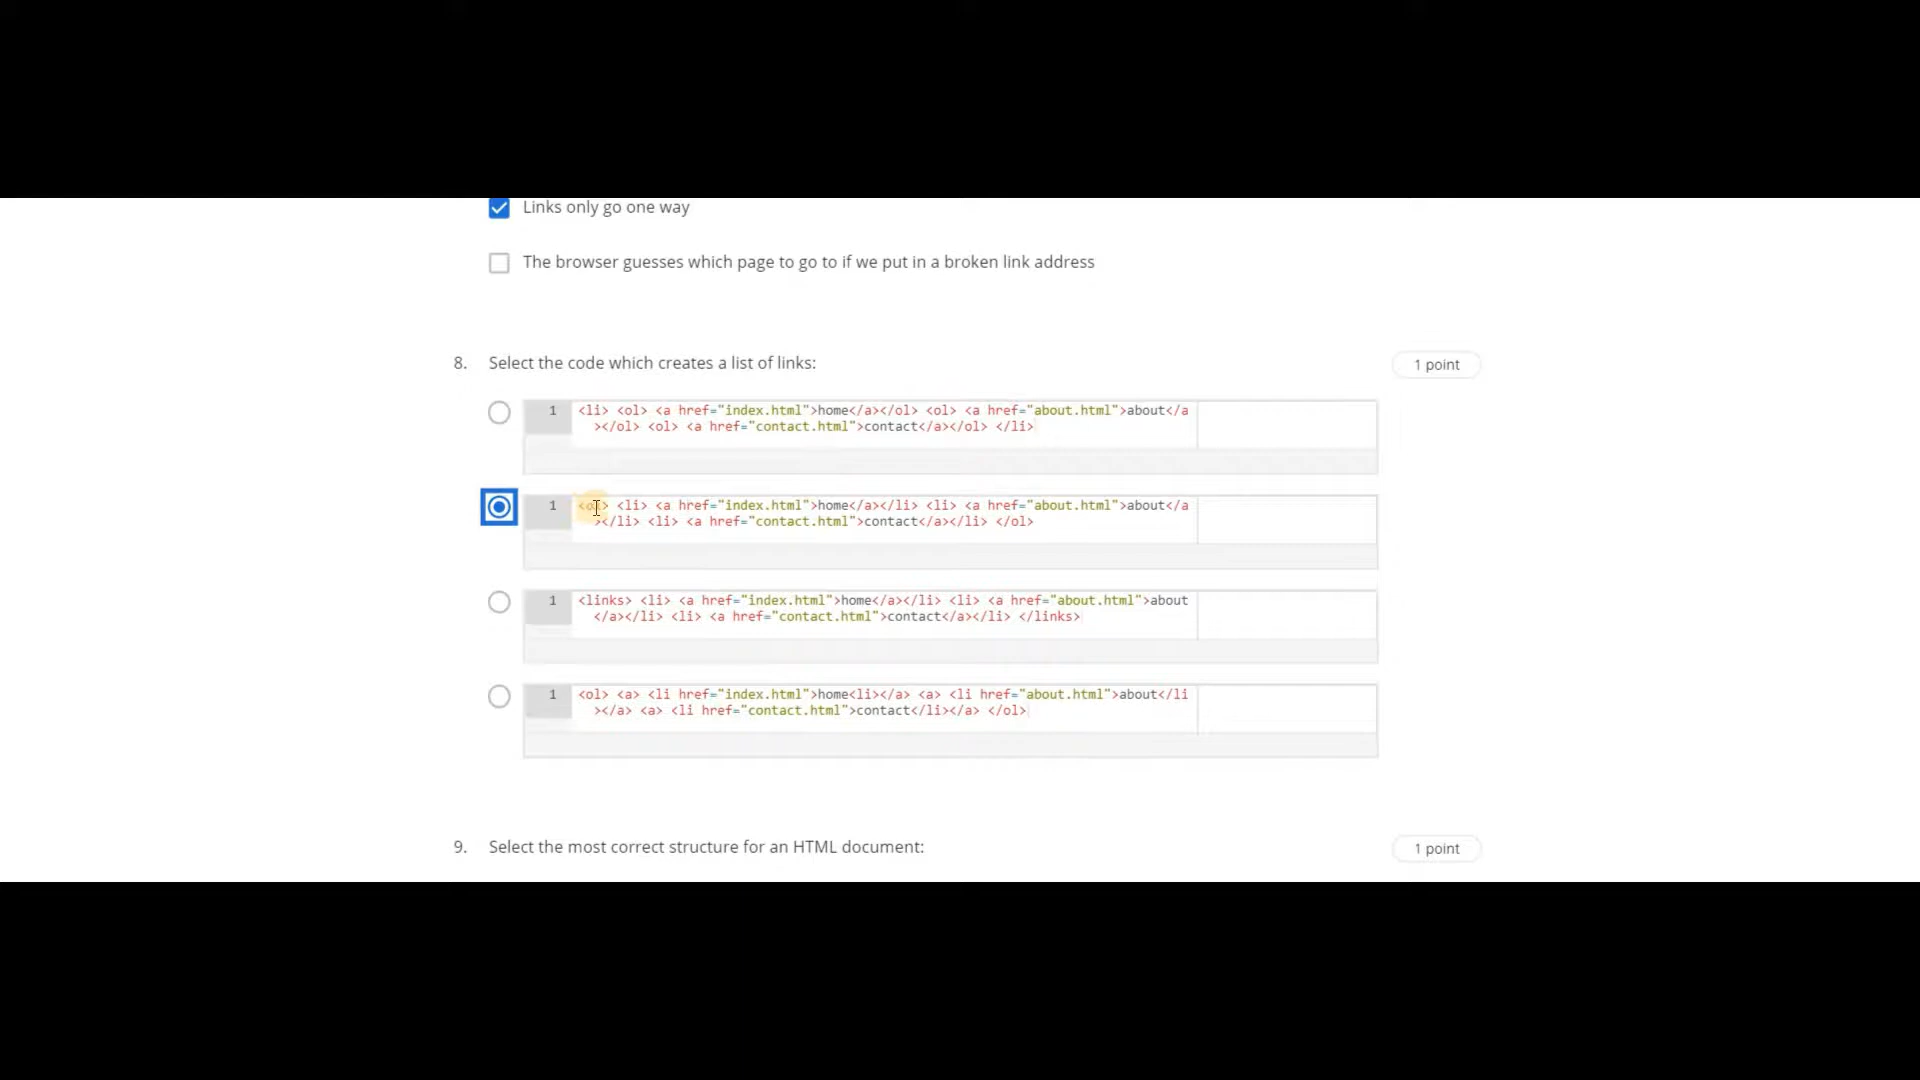 Links only go one way
The browser guesses which page to go to if we put in a broken link address
8. Select the code which creates a list of links:
1 point
1 <li> <ol> <a href="index.html">home</a></ol> <ol> <a href="about.html">about</a
></ol> <ol> <a href="contact.html">contact</a></ol> </li>
1 <ol> <li> <a href="index.html">home</a></li> <li> <a href="about.html">about</a
></li> <li> <a href="contact.html">contact</a></li> </ol>
1 <links> <li> <a href="index.html">home</a></li> <li> <a href="about.html">about
</a></li> <li> <a href="contact.html">contact</a></li> </links>
1 <ol> <a> <li href="index.html">home<li></a> <a> <li href="about.html">about</li
></a> <a> <li href="contact.html">contact</li></a> </ol>
9. Select the most correct structure for an HTML document:
1 point